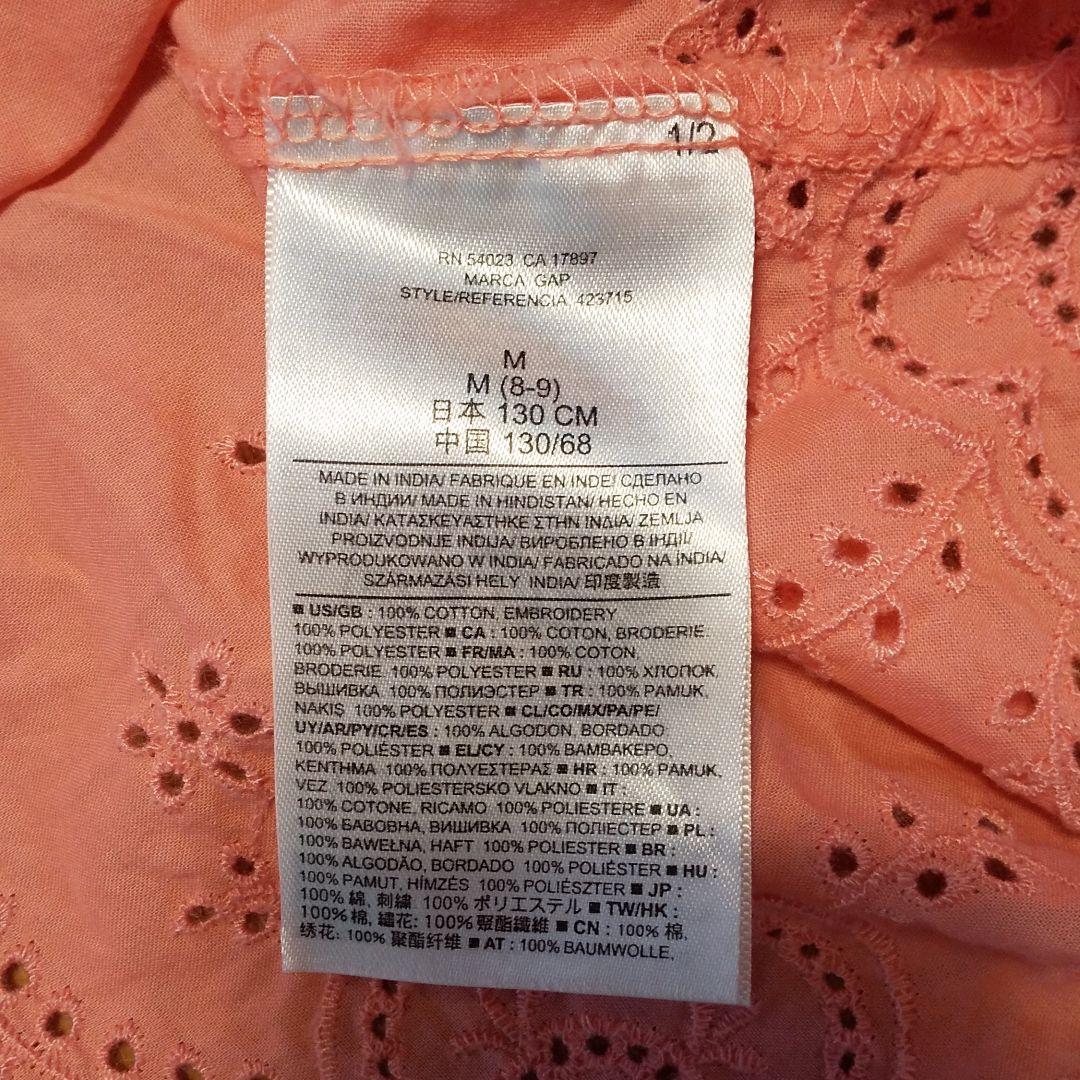 1/2
RN 54023 CA 17897
MARCA GAP
STYLE/REFERENCIA 423715
M
M (8-9)
日本 130 CM
中国 130/68
MADE IN INDIA/ FABRIQUE EN INDE/ СДЕЛАНО
В ИНДИИ/ MADE IN HINDISTAN/ HECHO EN
INDIA/ ΚΑΤΑΣΚΕΥΑΣΤΗΚΕ ΣΤΗΝ ΙΝΔΙΑ/ ZEMLJA
PROIZVODNJE INDIJA/ ВИРОБЛЕНО В ІНДІЇ/
WYPRODUKOWANO W INDIA/ FABRICADO NA ÍNDIA/
SZÁRMAZÁSI HELY INDIA/ 印度製造
■ US/GB : 100% COTTON, EMBROIDERY
100% POLYESTER ■ CA : 100% COTON, BRODERIE.
100% POLYESTER ■ FR/MA : 100% COTON,
BRODERIE. 100% POLYESTER ■ RU : 100% ХЛОПОК,
ВЫШИВКА 100% ПОЛИЭСТЕР ■ TR : 100% PAMUK,
NAKIŞ 100% POLYESTER ■ CL/CO/MX/PA/PE/
UY/AR/PY/CR/ES : 100% ALGODON, BORDADO
100% POLIÉSTER ■ EL/CY : 100% ΒΑΜΒΑΚΕΡΟ,
ΚΕΝΤΗΜΑ 100% ΠΟΛΥΕΣΤΕΡΑΣ ■ HR : 100% PAMUK,
VEZ 100% POLIESTERSKO VLAKNO ■ IT :
100% COTONE, RICAMO 100% POLIESTERE ■ UA :
100% БАВОВНА, ВИШИВКА 100% ПОЛІЕСТЕР ■ PL :
100% BAWEŁNA, HAFT 100% POLIESTER ■ BR :
100% ALGODÃO, BORDADO 100% POLIÉSTER ■ HU :
100% PAMUT, HÍMZÉS 100% POLIÉSZTER ■ JP :
100% 綿, 刺繍 100% ポリエステル ■ TW/HK :
100% 棉, 繡花: 100% 聚酯纖維 ■ CN : 100% 棉,
绣花: 100% 聚酯纤维 ■ AT : 100% BAUMWOLLE,